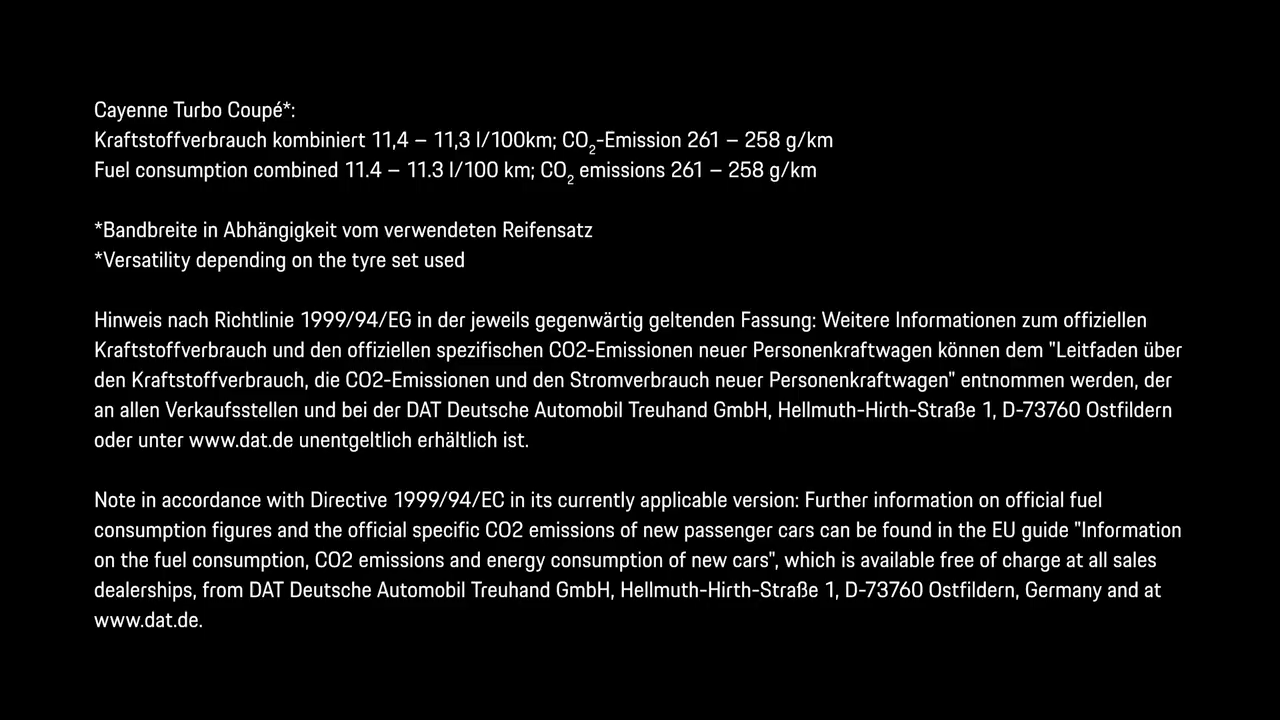 Cayenne Turbo Coupé*:
Kraftstoffverbrauch kombiniert 11,4 – 11,3 l/100km; CO₂-Emission 261 – 258 g/km
Fuel consumption combined 11.4 – 11.3 l/100 km; CO₂ emissions 261 – 258 g/km
*Bandbreite in Abhängigkeit vom verwendeten Reifensatz
*Versatility depending on the tyre set used
Hinweis nach Richtlinie 1999/94/EG in der jeweils gegenwärtig geltenden Fassung: Weitere Informationen zum offiziellen
Kraftstoffverbrauch und den offiziellen spezifischen CO2-Emissionen neuer Personenkraftwagen können dem "Leitfaden über
den Kraftstoffverbrauch, die CO2-Emissionen und den Stromverbrauch neuer Personenkraftwagen" entnommen werden, der
an allen Verkaufsstellen und bei der DAT Deutsche Automobil Treuhand GmbH, Hellmuth-Hirth-Straße 1, D-73760 Ostfildern
oder unter www.dat.de unentgeltlich erhältlich ist.
Note in accordance with Directive 1999/94/EC in its currently applicable version: Further information on official fuel
consumption figures and the official specific CO2 emissions of new passenger cars can be found in the EU guide "Information
on the fuel consumption, CO2 emissions and energy consumption of new cars", which is available free of charge at all sales
dealerships, from DAT Deutsche Automobil Treuhand GmbH, Hellmuth-Hirth-Straße 1, D-73760 Ostfildern, Germany and at
www.dat.de.